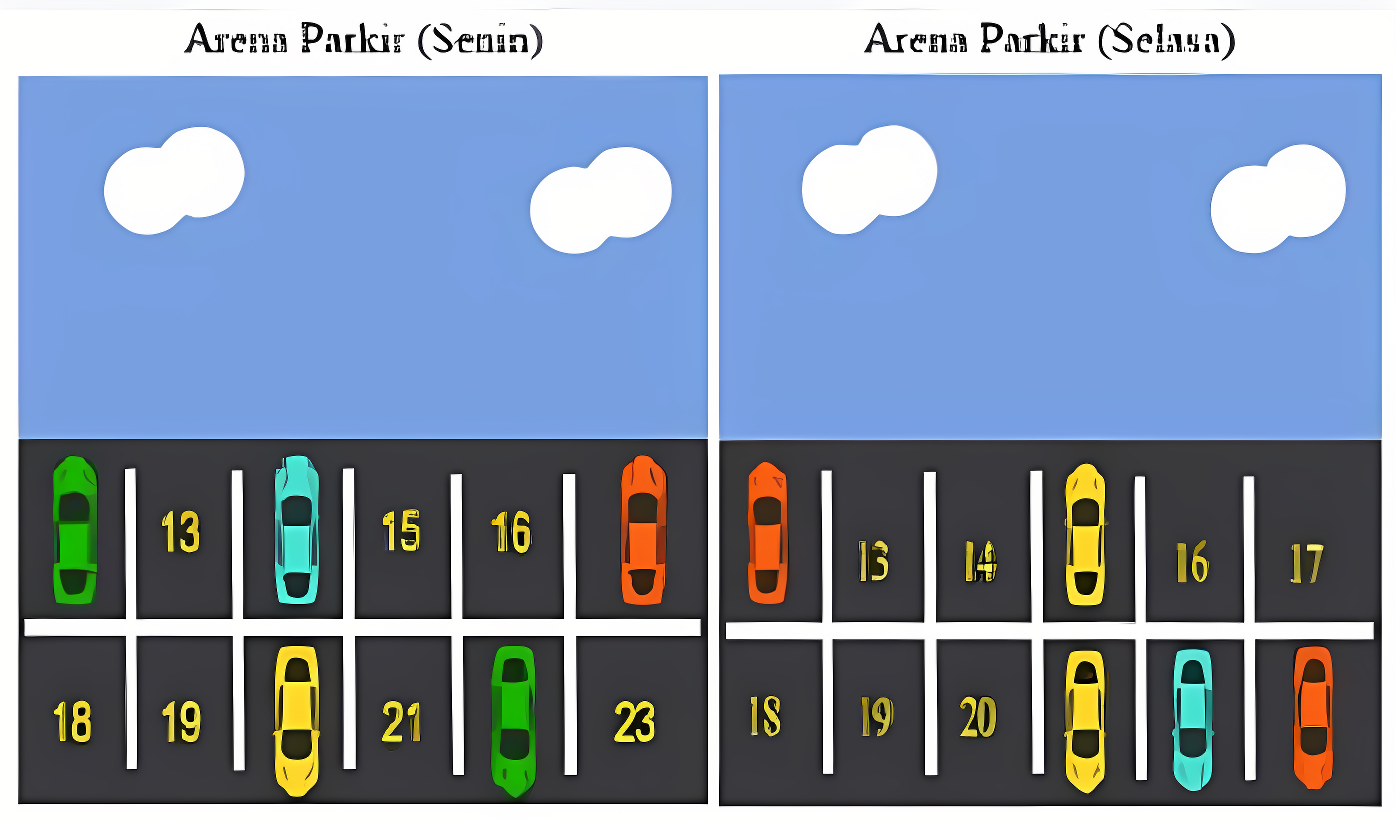 Arena Parkir (Senin)
Arena Parkir (Selasa)
13 15 16
18 19 21 23
13 14 16 17
18 19 20